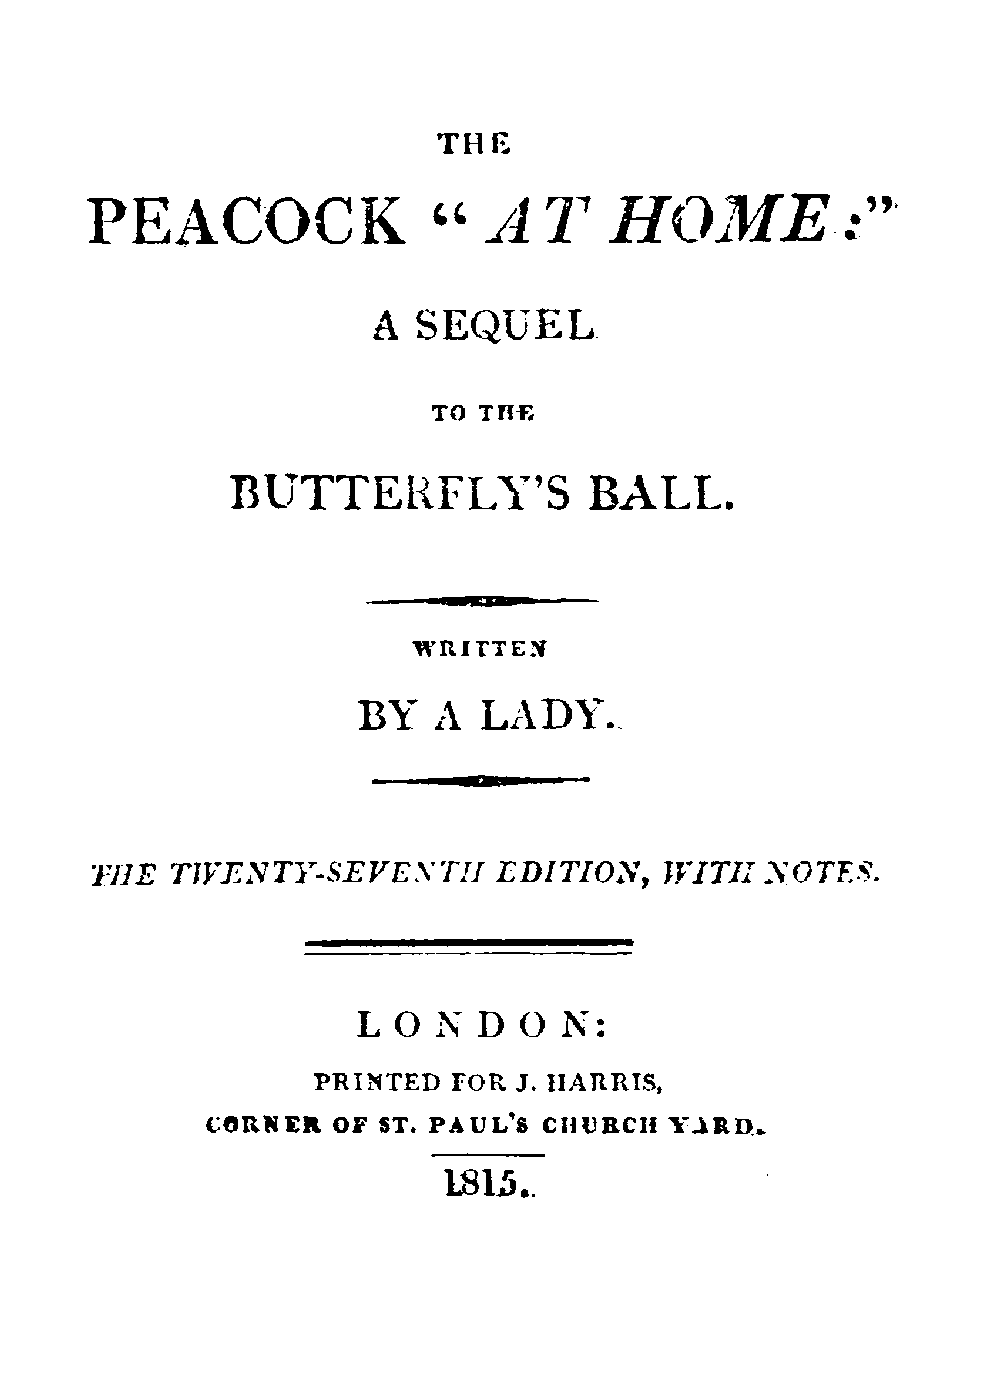 THE
PEACOCK “ AT HOME:”
A SEQUEL
TO THE
BUTTERFLY'S BALL.
WRITTEN
BY A LADY.
THE TWENTY-SEVENTH EDITION, WITH NOTES.
LONDON:
PRINTED FOR J. HARRIS,
CORNER OF ST. PAUL'S CHURCH YARD.
1815.